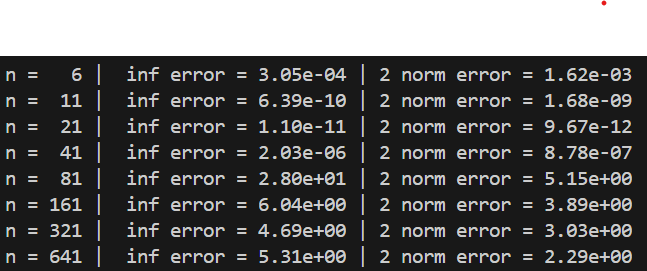 n =   6 |  inf error = 3.05e-04 | 2 norm error = 1.62e-03
n =  11 |  inf error = 6.39e-10 | 2 norm error = 1.68e-09
n =  21 |  inf error = 1.10e-11 | 2 norm error = 9.67e-12
n =  41 |  inf error = 2.03e-06 | 2 norm error = 8.78e-07
n =  81 |  inf error = 2.80e+01 | 2 norm error = 5.15e+00
n = 161 |  inf error = 6.04e+00 | 2 norm error = 3.89e+00
n = 321 |  inf error = 4.69e+00 | 2 norm error = 3.03e+00
n = 641 |  inf error = 5.31e+00 | 2 norm error = 2.29e+00